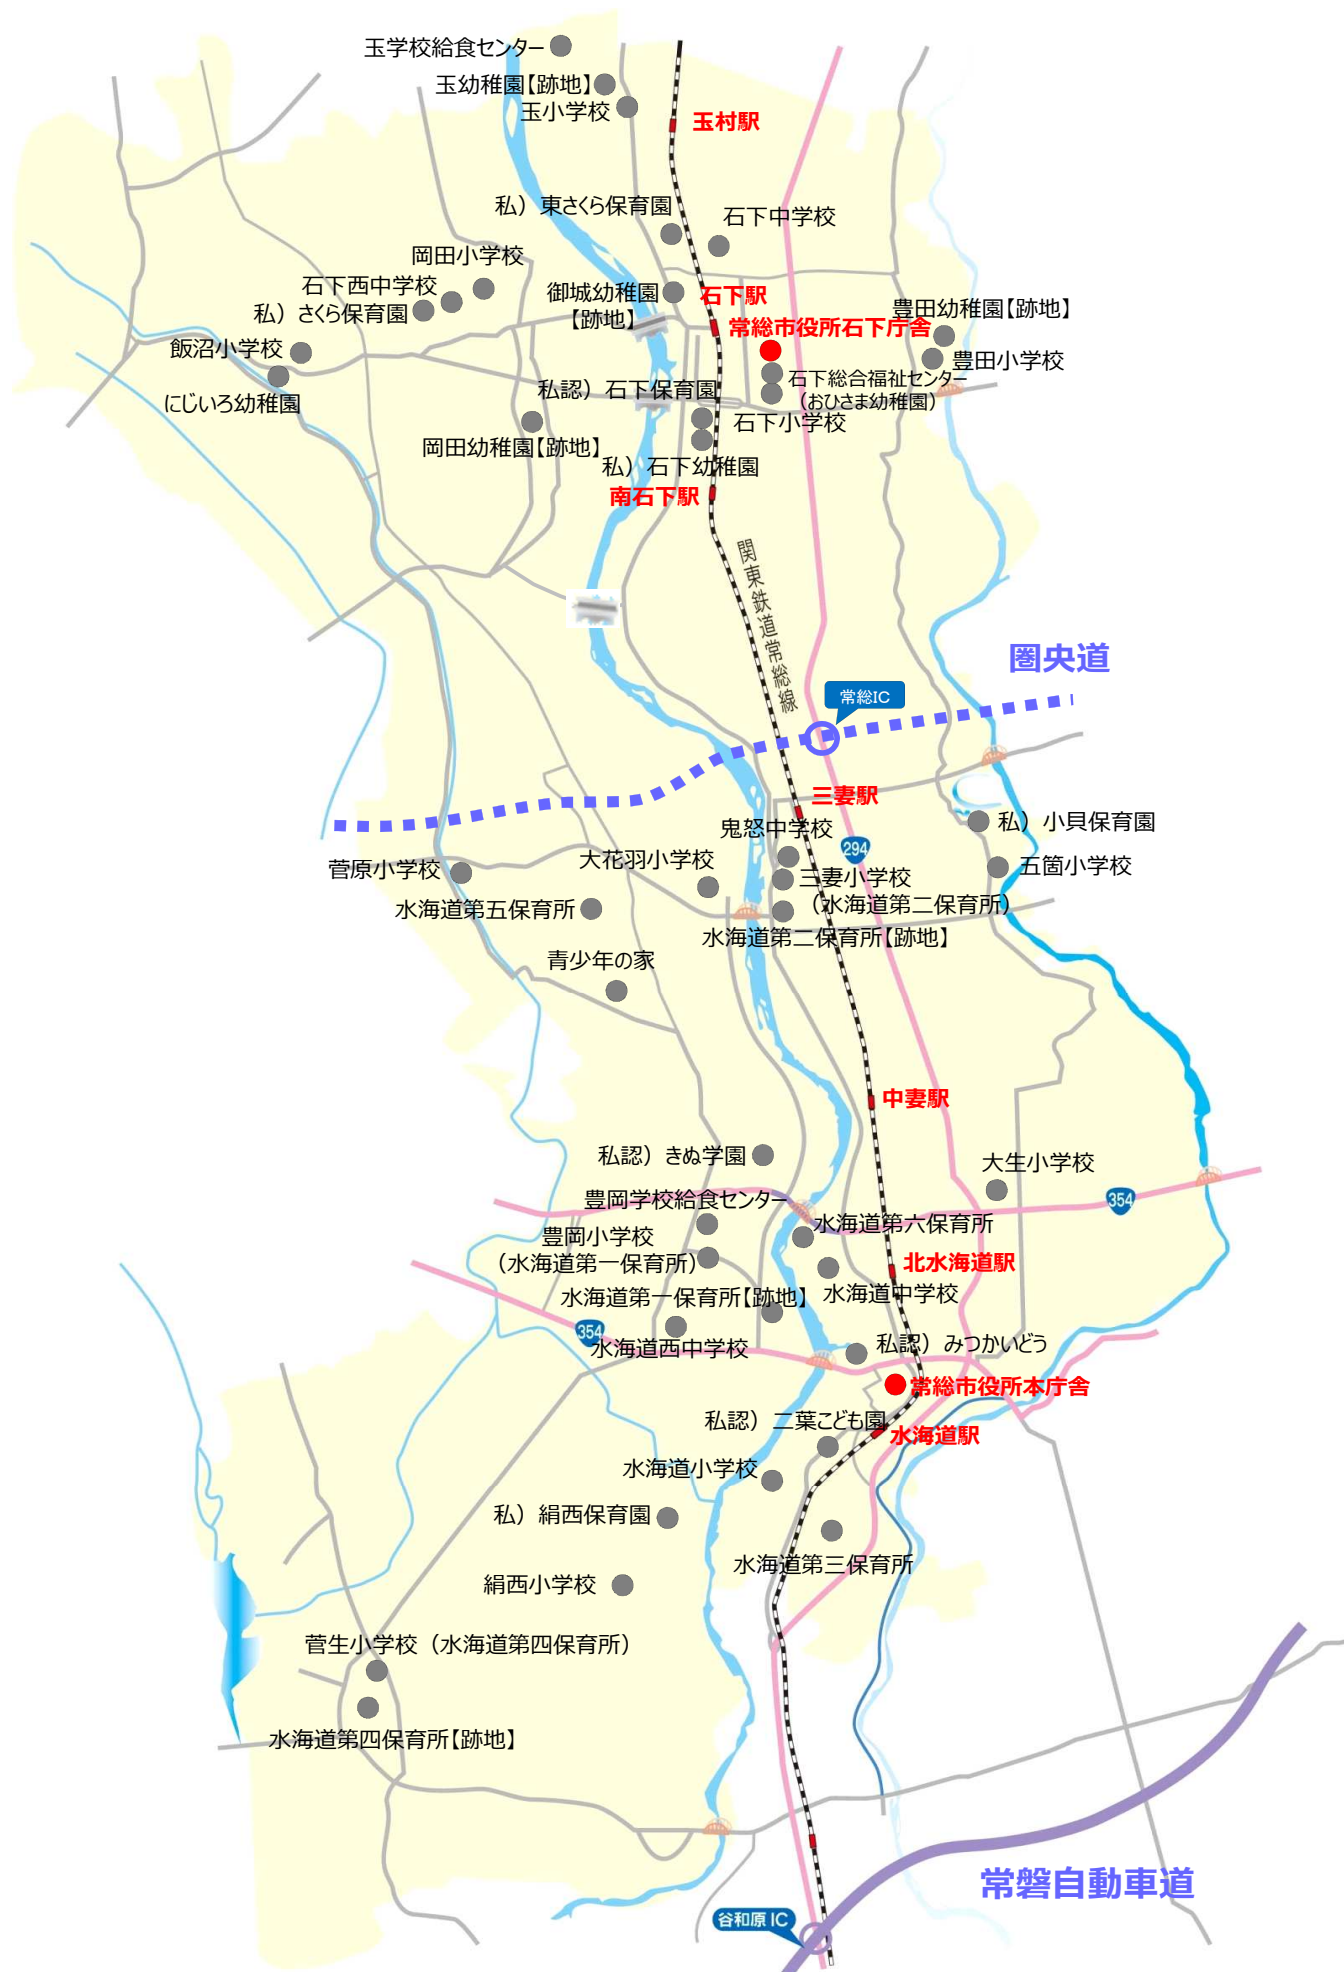 玉学校給食センター
玉幼稚園【跡地】
玉小学校
玉村駅
私）東さくら保育園
石下中学校
岡田小学校
石下西中学校
私）さくら保育園
御城幼稚園
【跡地】
石下駅
常総市役所石下庁舎
豊田幼稚園【跡地】
豊田小学校
飯沼小学校
にじいろ幼稚園
私認）石下保育園
石下総合福祉センター
（おひさま幼稚園）
石下小学校
岡田幼稚園【跡地】
私）石下幼稚園
南石下駅
関東鉄道常総線
圏央道
常総IC
三妻駅
鬼怒中学校
294
私）小貝保育園
大花羽小学校
菅原小学校
三妻小学校
（水海道第二保育所）
五箇小学校
水海道第五保育所
水海道第二保育所【跡地】
青少年の家
中妻駅
私認）きぬ学園
大生小学校
豊岡学校給食センター
354
水海道第六保育所
豊岡小学校
（水海道第一保育所）
北水海道駅
水海道第一保育所【跡地】
水海道中学校
354
水海道西中学校
私認）みつかいどう
常総市役所本庁舎
私認）二葉こども園
水海道駅
水海道小学校
私）絹西保育園
水海道第三保育所
絹西小学校
菅生小学校（水海道第四保育所）
水海道第四保育所【跡地】
常磐自動車道
谷和原 IC